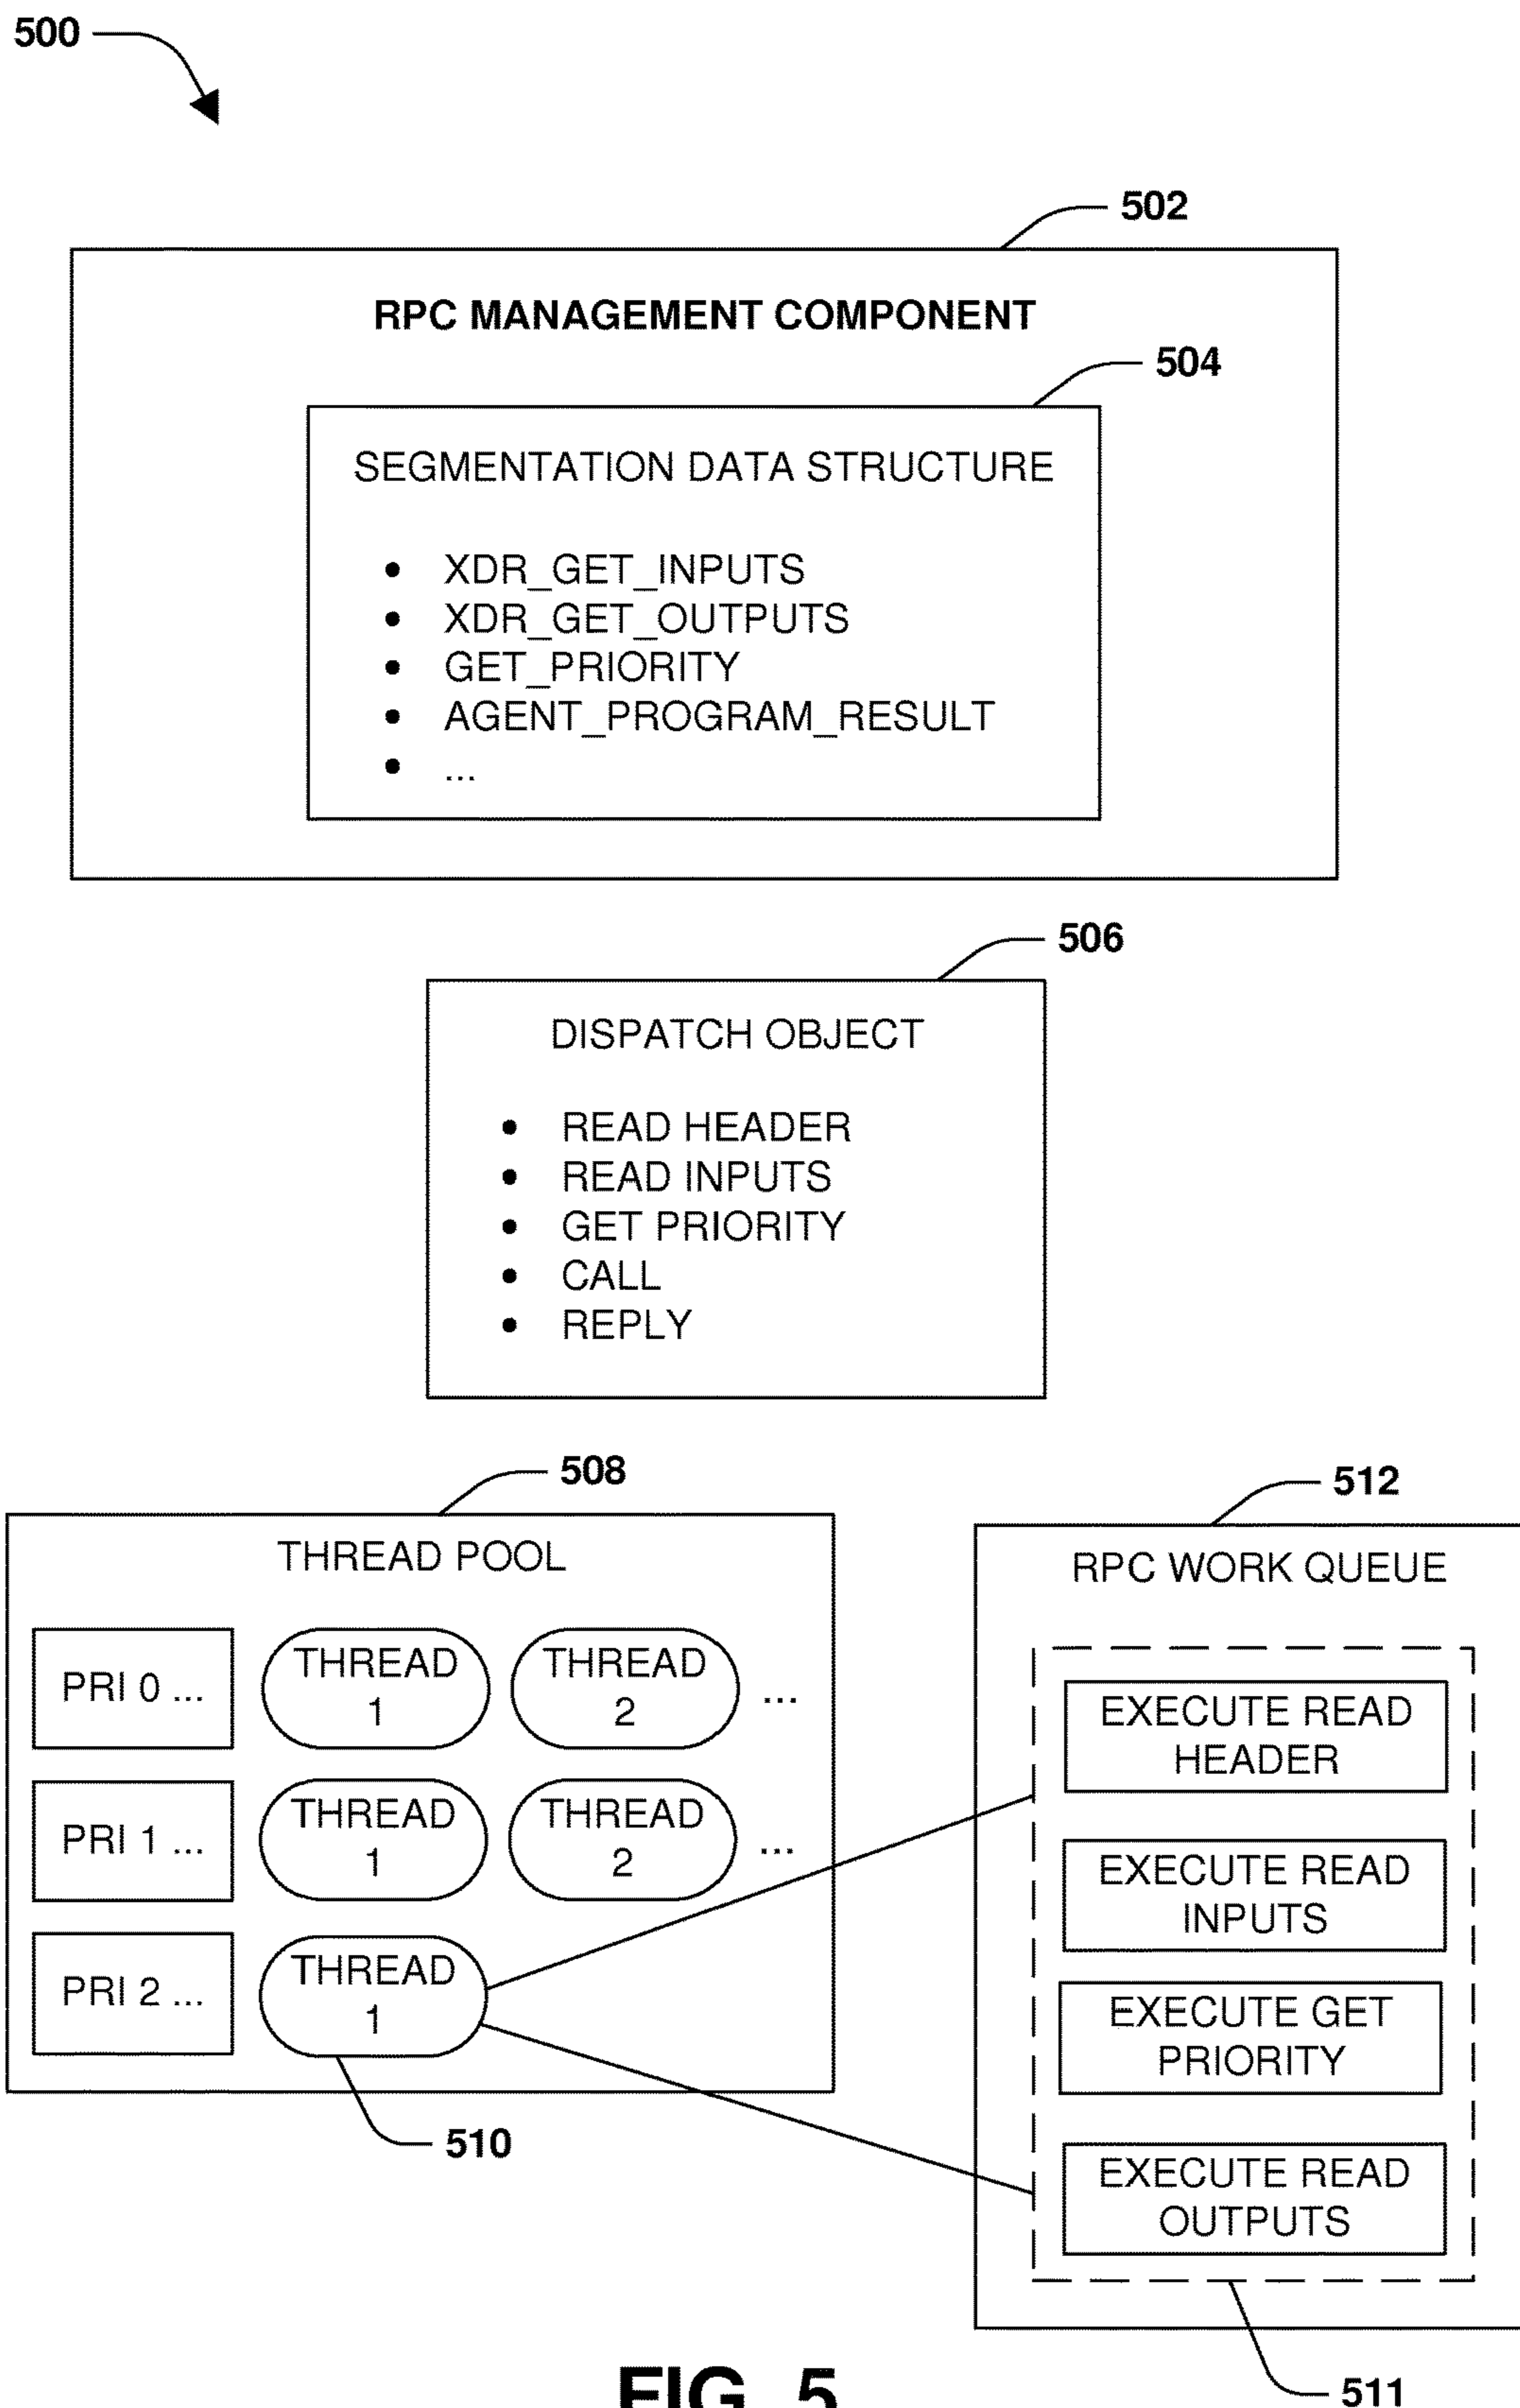 500
502
RPC MANAGEMENT COMPONENT
504
SEGMENTATION DATA STRUCTURE
• XDR_GET_INPUTS
• XDR_GET_OUTPUTS
• GET_PRIORITY
• AGENT_PROGRAM_RESULT
• ...
506
DISPATCH OBJECT
• READ HEADER
• READ INPUTS
• GET PRIORITY
• CALL
• REPLY
508
THREAD POOL
PRI 0 ...
THREAD
1
THREAD
2
...
PRI 1 ...
THREAD
1
THREAD
2
...
PRI 2 ...
THREAD
1
510
512
RPC WORK QUEUE
EXECUTE READ
HEADER
EXECUTE READ
INPUTS
EXECUTE GET
PRIORITY
EXECUTE READ
OUTPUTS
511
FIG. 5